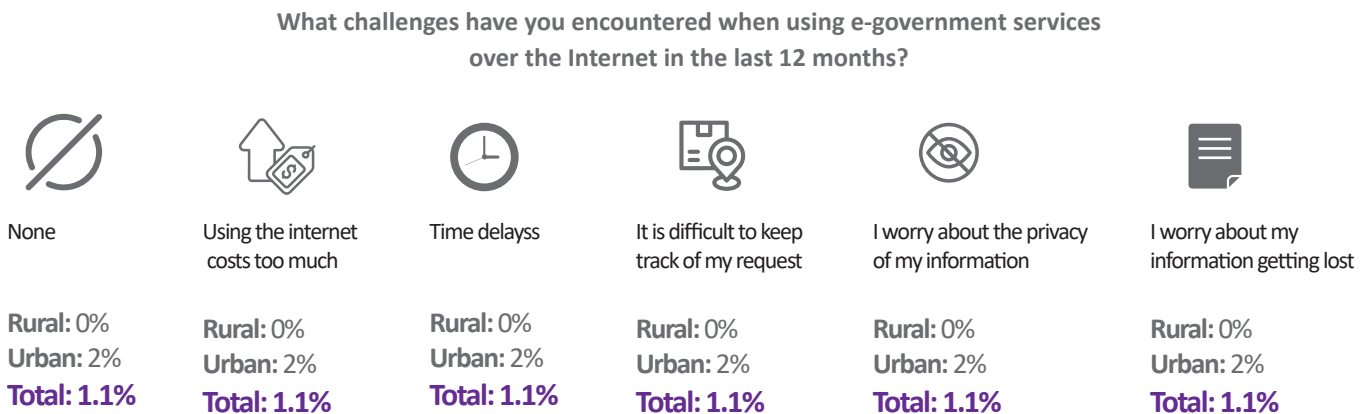 What challenges have you encountered when using e-government services
over the Internet in the last 12 months?
None
Rural: 0%
Urban: 2%
Total: 1.1%
Using the internet
costs too much
Rural: 0%
Urban: 2%
Total: 1.1%
Time delayss
Rural: 0%
Urban: 2%
Total: 1.1%
It is difficult to keep
track of my request
Rural: 0%
Urban: 2%
Total: 1.1%
I worry about the privacy
of my information
Rural: 0%
Urban: 2%
Total: 1.1%
I worry about my
information getting lost
Rural: 0%
Urban: 2%
Total: 1.1%